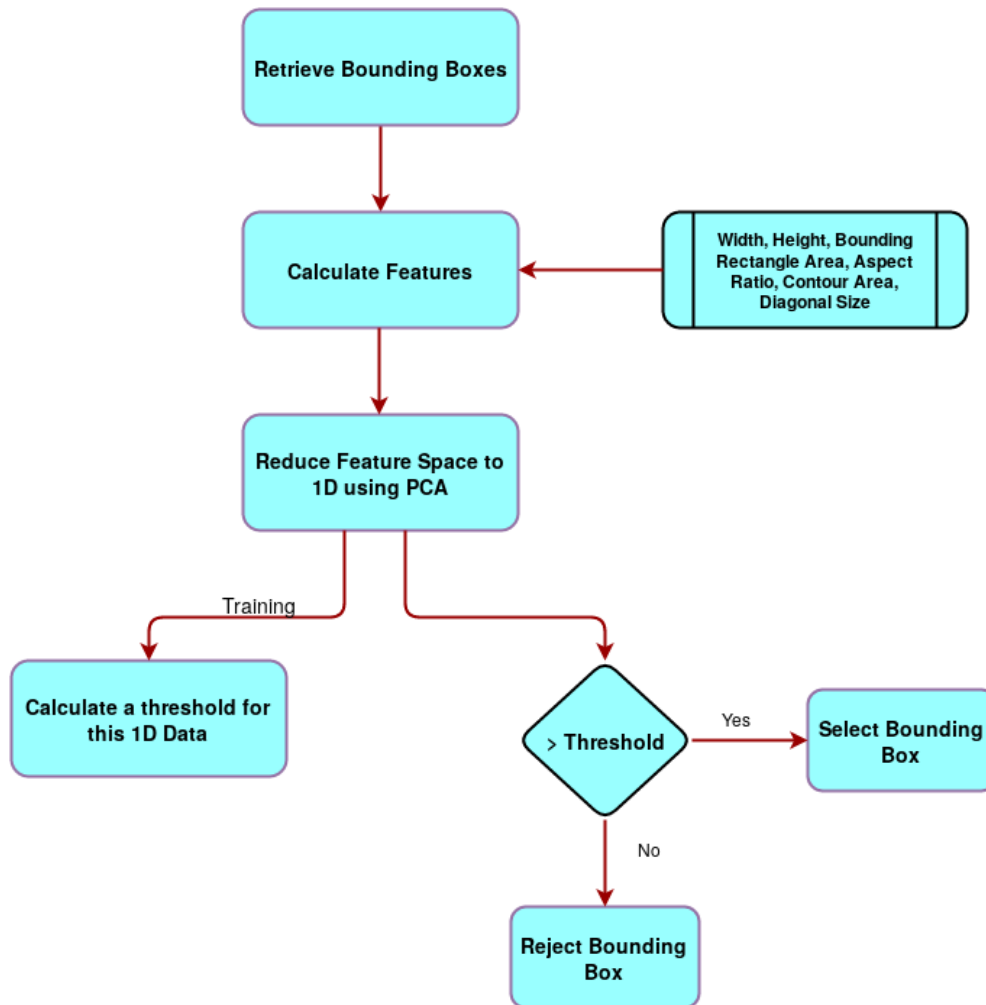 Retrieve Bounding Boxes
Calculate Features
Width, Height, Bounding
Rectangle Area, Aspect
Ratio, Contour Area,
Diagonal Size
Reduce Feature Space to
1D using PCA
Training
Calculate a threshold for
this 1D Data
> Threshold
Yes
Select Bounding
Box
No
Reject Bounding
Box